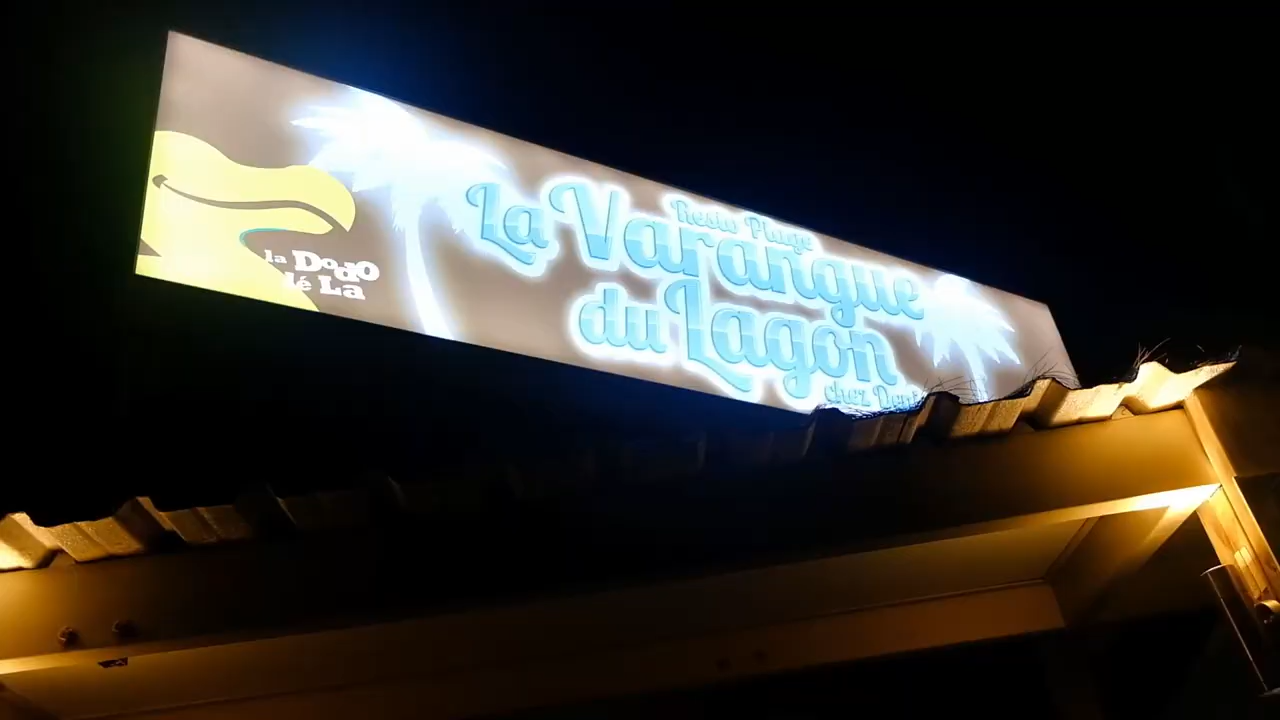 la Dodo
lé La
Resto Plage
La Varangue
du Lagon
chez